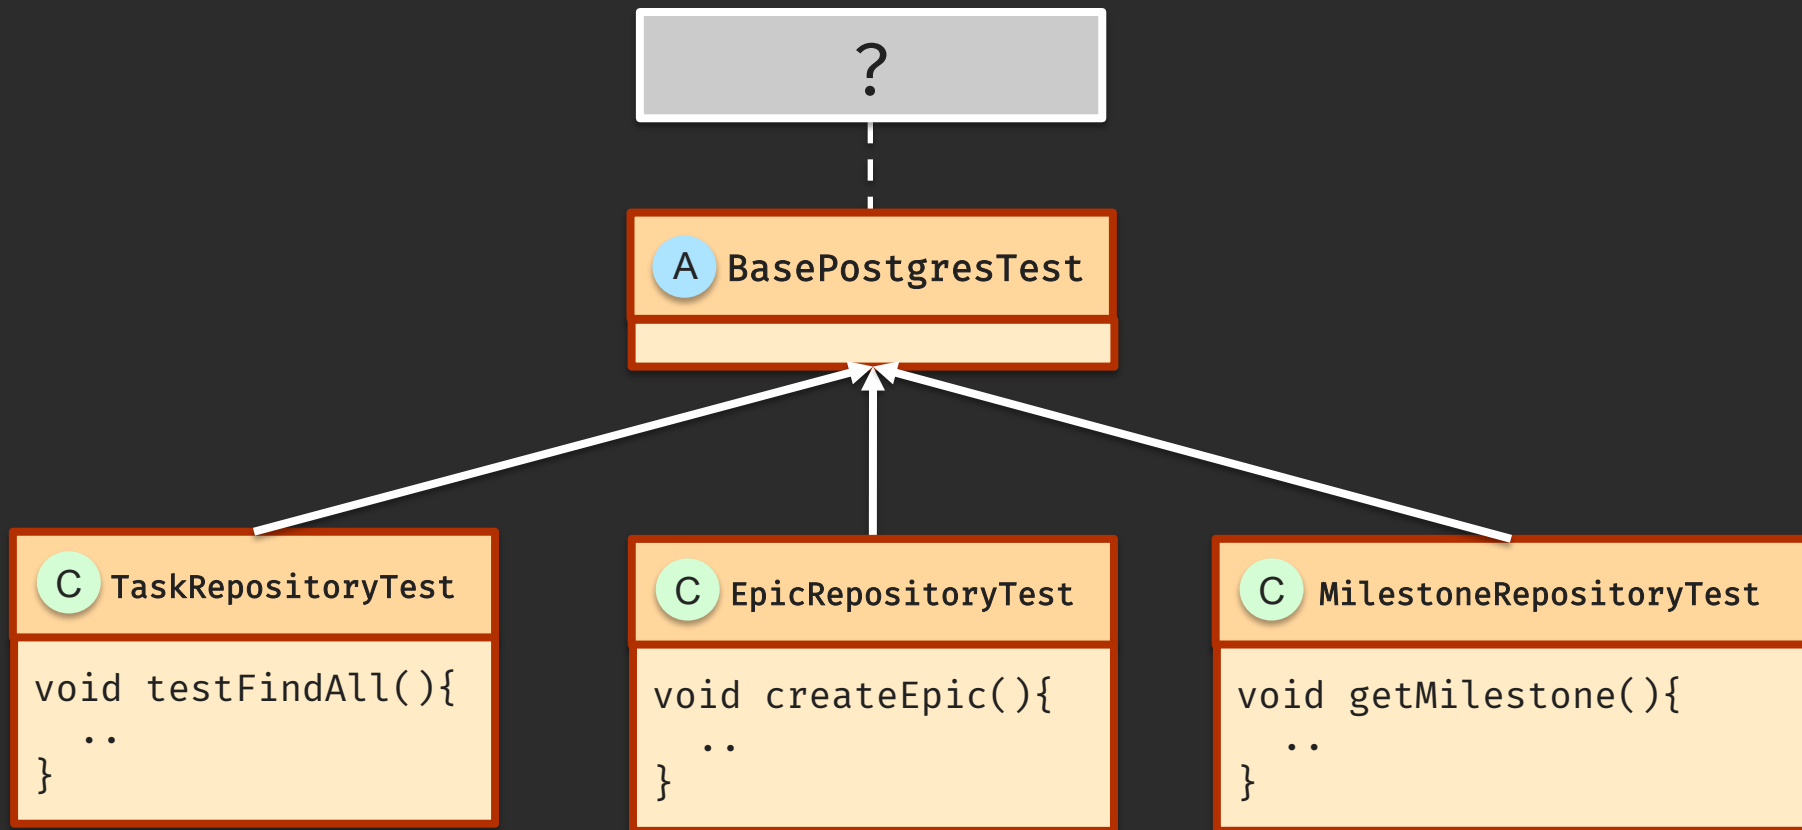 ?
A BasePostgresTest
C TaskRepositoryTest
void testFindAll(){
..
}
C EpicRepositoryTest
void createEpic(){
..
}
C MilestoneRepositoryTest
void getMilestone(){
..
}